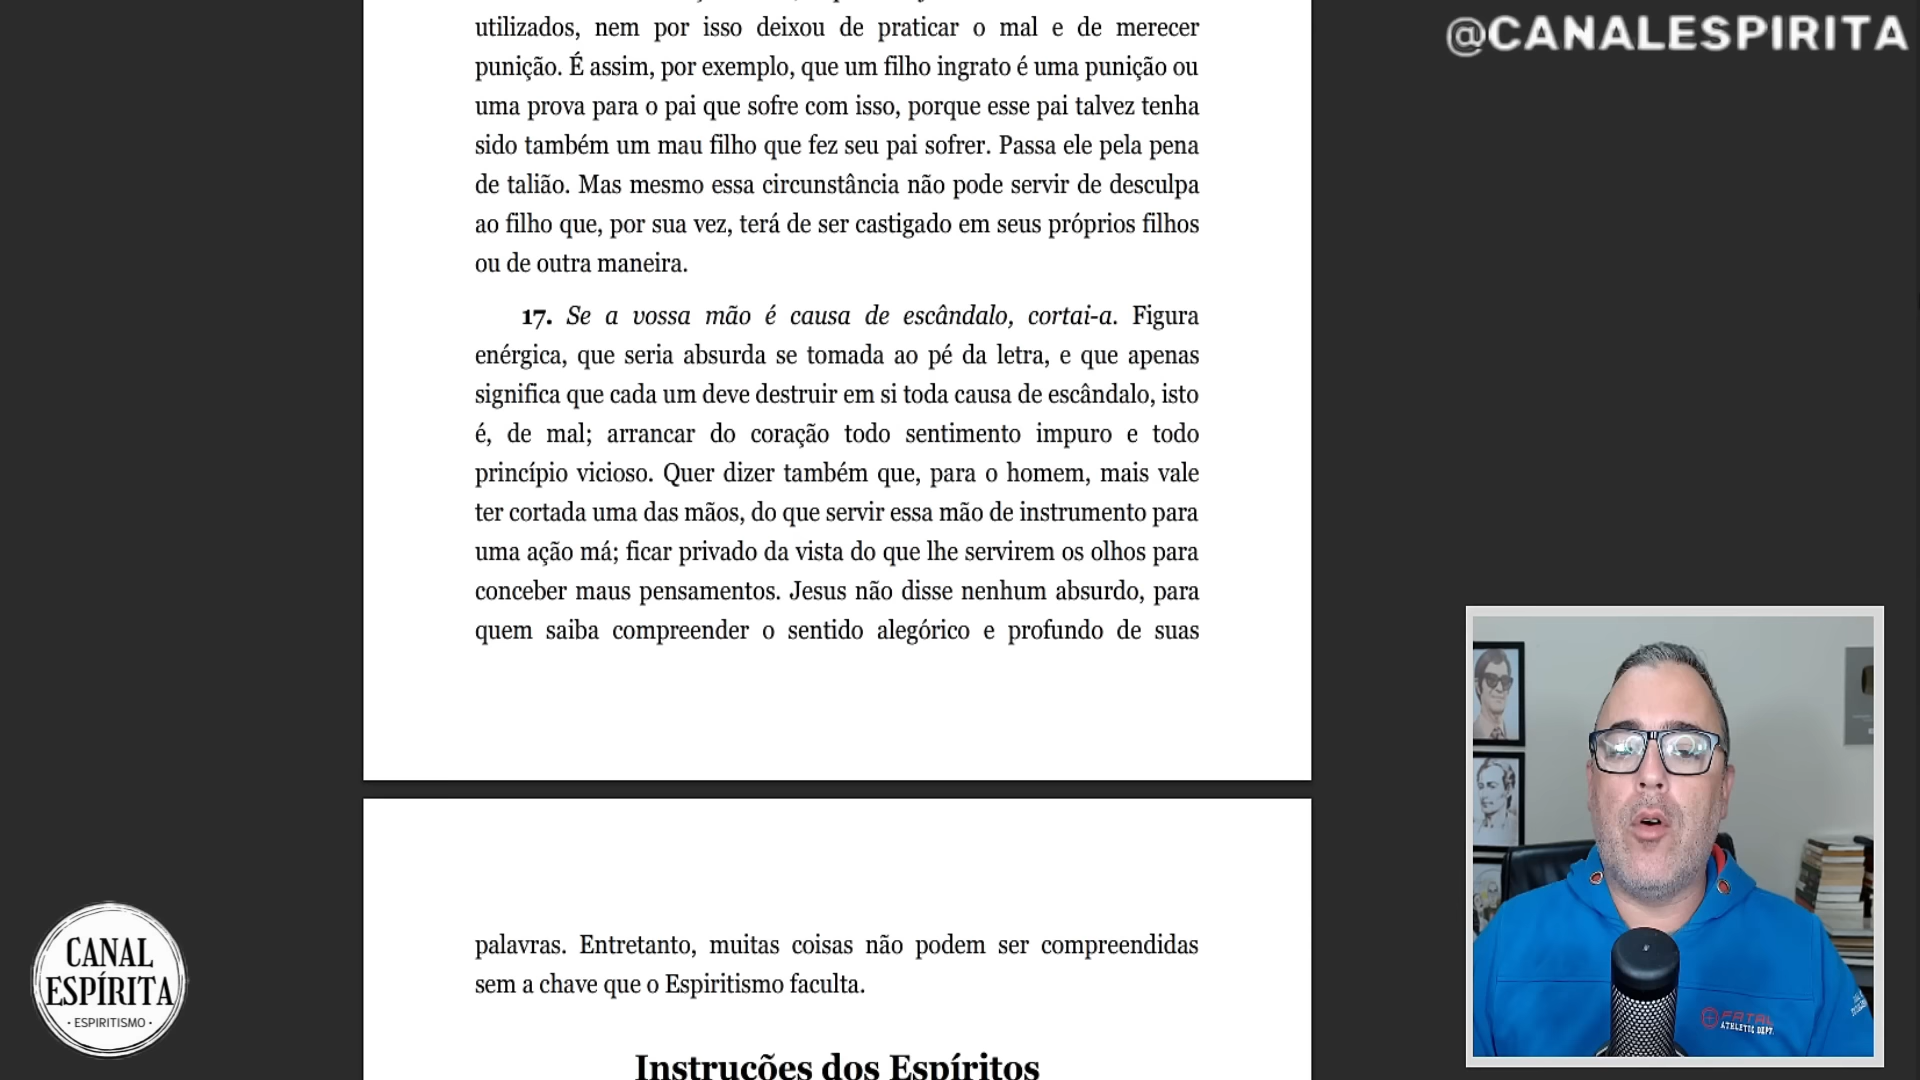 @CANALESPIRITA
utilizados, nem por isso deixou de praticar o mal e de merecer
punição. É assim, por exemplo, que um filho ingrato é uma punição ou
uma prova para o pai que sofre com isso, porque esse pai talvez tenha
sido também um mau filho que fez seu pai sofrer. Passa ele pela pena
de talião. Mas mesmo essa circunstância não pode servir de desculpa
ao filho que, por sua vez, terá de ser castigado em seus próprios filhos
ou de outra maneira.
17. Se a vossa mão é causa de escândalo, cortai-a. Figura
enérgica, que seria absurda se tomada ao pé da letra, e que apenas
significa que cada um deve destruir em si toda causa de escândalo, isto
é, de mal; arrancar do coração todo sentimento impuro e todo
princípio vicioso. Quer dizer também que, para o homem, mais vale
ter cortada uma das mãos, do que servir essa mão de instrumento para
uma ação má; ficar privado da vista do que lhe servirem os olhos para
conceber maus pensamentos. Jesus não disse nenhum absurdo, para
quem saiba compreender o sentido alegórico e profundo de suas
palavras. Entretanto, muitas coisas não podem ser compreendidas
sem a chave que o Espiritismo faculta.
Instruções dos Espíritos
CANAL
ESPÍRITA
· ESPIRITISMO ·
FATAL
ATHLETIC DEPT.